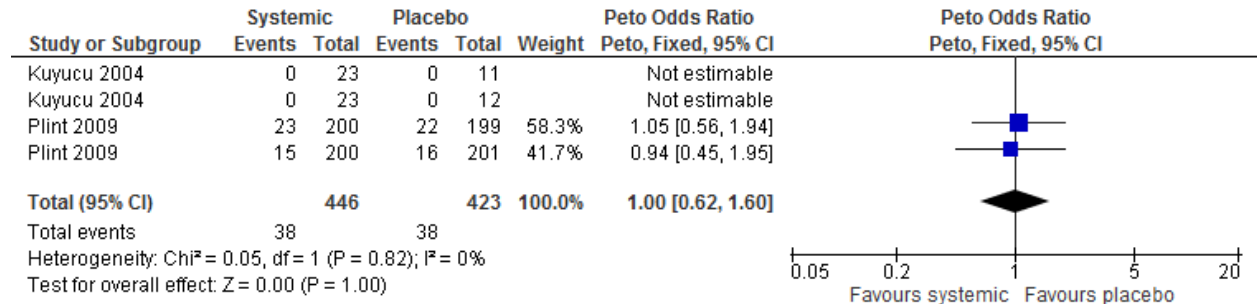 Systemic Placebo Peto Odds Ratio Peto Odds Ratio
Study or Subgroup Events Total Events Total Weight Peto, Fixed, 95% CI Peto, Fixed, 95% CI
Kuyucu 2004 0 23 0 11 Not estimable
Kuyucu 2004 0 23 0 12 Not estimable
Plint 2009 23 200 22 199 58.3% 1.05 [0.56, 1.94]
Plint 2009 15 200 16 201 41.7% 0.94 [0.45, 1.95]
Total (95% CI) 446 423 100.0% 1.00 [0.62, 1.60]
Total events 38 38
Heterogeneity: Chi² = 0.05, df = 1 (P = 0.82); I² = 0%
Test for overall effect: Z = 0.00 (P = 1.00)
0.05 0.2 1 5 20
Favours systemic Favours placebo